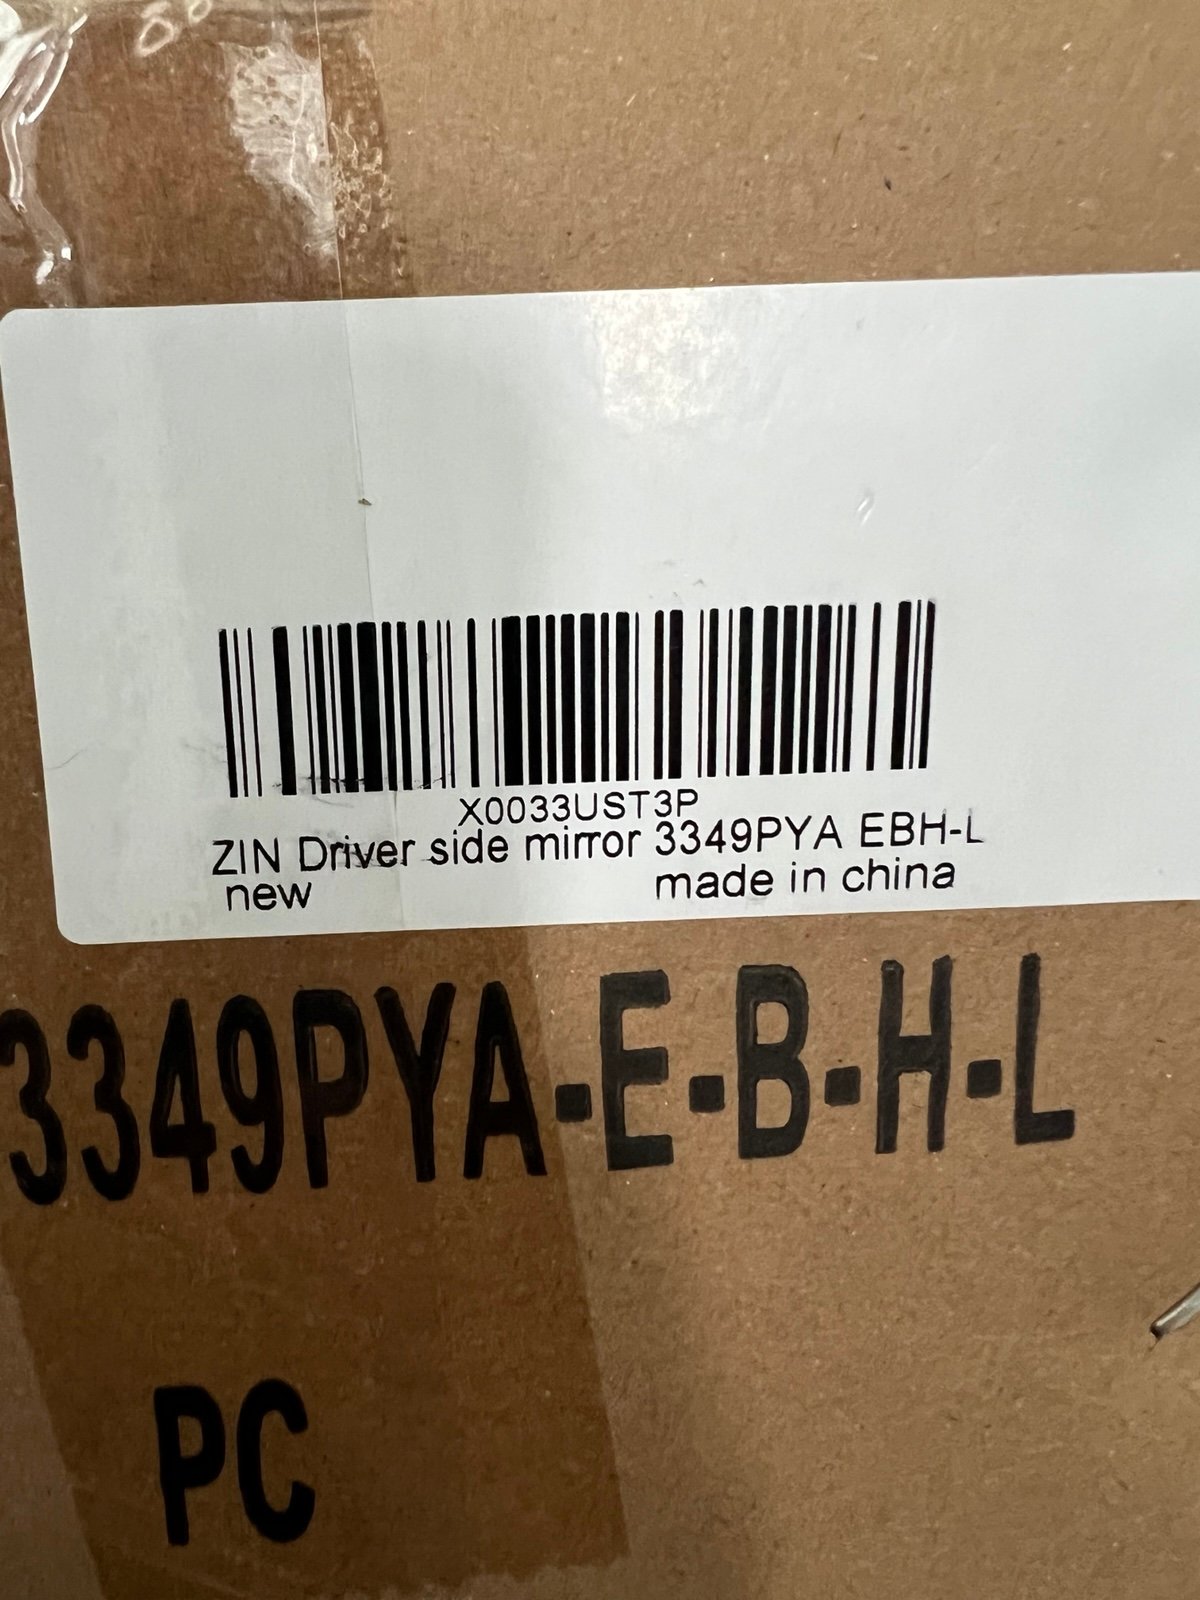 X0033UST3P
ZIN Driver side mirror 3349PYA EBH-L
new made in china
3349PYA-E-B-H-L
PC